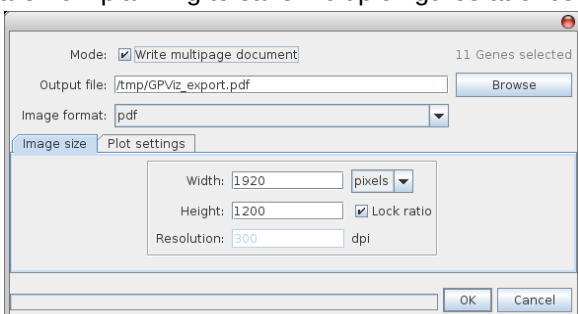 Mode: Write multipage document 11 Genes selected
Output file: /tmp/GPViz_export.pdf Browse
Image format: pdf
Image size Plot settings
Width: 1920 pixels
Height: 1200 Lock ratio
Resolution: 300 dpi
OK Cancel